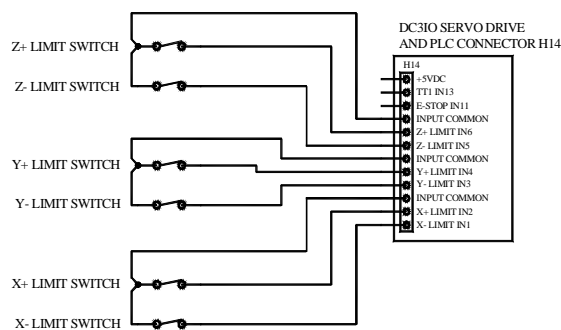 DC3IO SERVO DRIVE
AND PLC CONNECTOR H14
H14
+5VDC
TT1 IN13
E-STOP IN11
INPUT COMMON
Z+ LIMIT IN6
Z- LIMIT IN5
INPUT COMMON
Y+ LIMIT IN4
Y- LIMIT IN3
INPUT COMMON
X+ LIMIT IN2
X- LIMIT IN1
Z+ LIMIT SWITCH
Z- LIMIT SWITCH
Y+ LIMIT SWITCH
Y- LIMIT SWITCH
X+ LIMIT SWITCH
X- LIMIT SWITCH